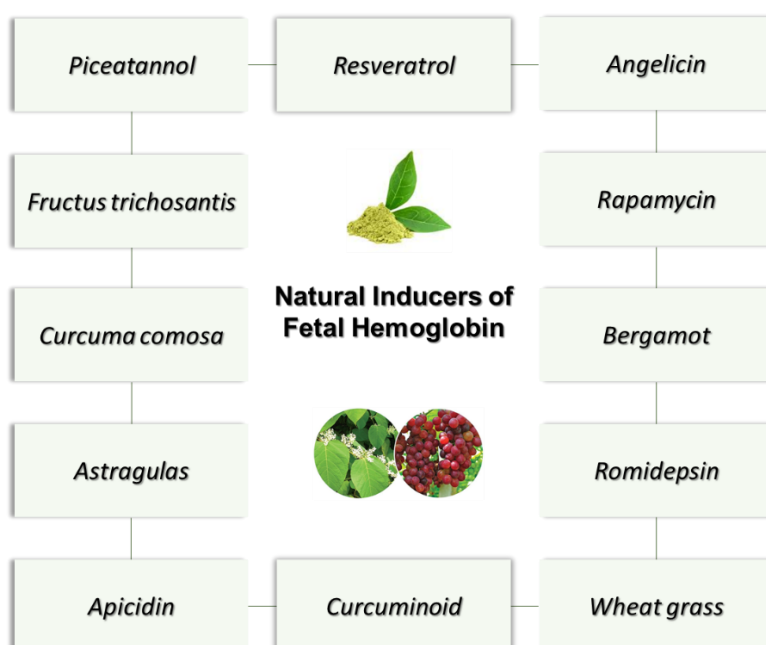 Piceatannol
Resveratrol
Angelicin
Fructus trichosantis
Rapamycin
Natural Inducers of
Fetal Hemoglobin
Curcuma comosa
Bergamot
Astragulas
Romidepsin
Apicidin
Curcuminoid
Wheat grass